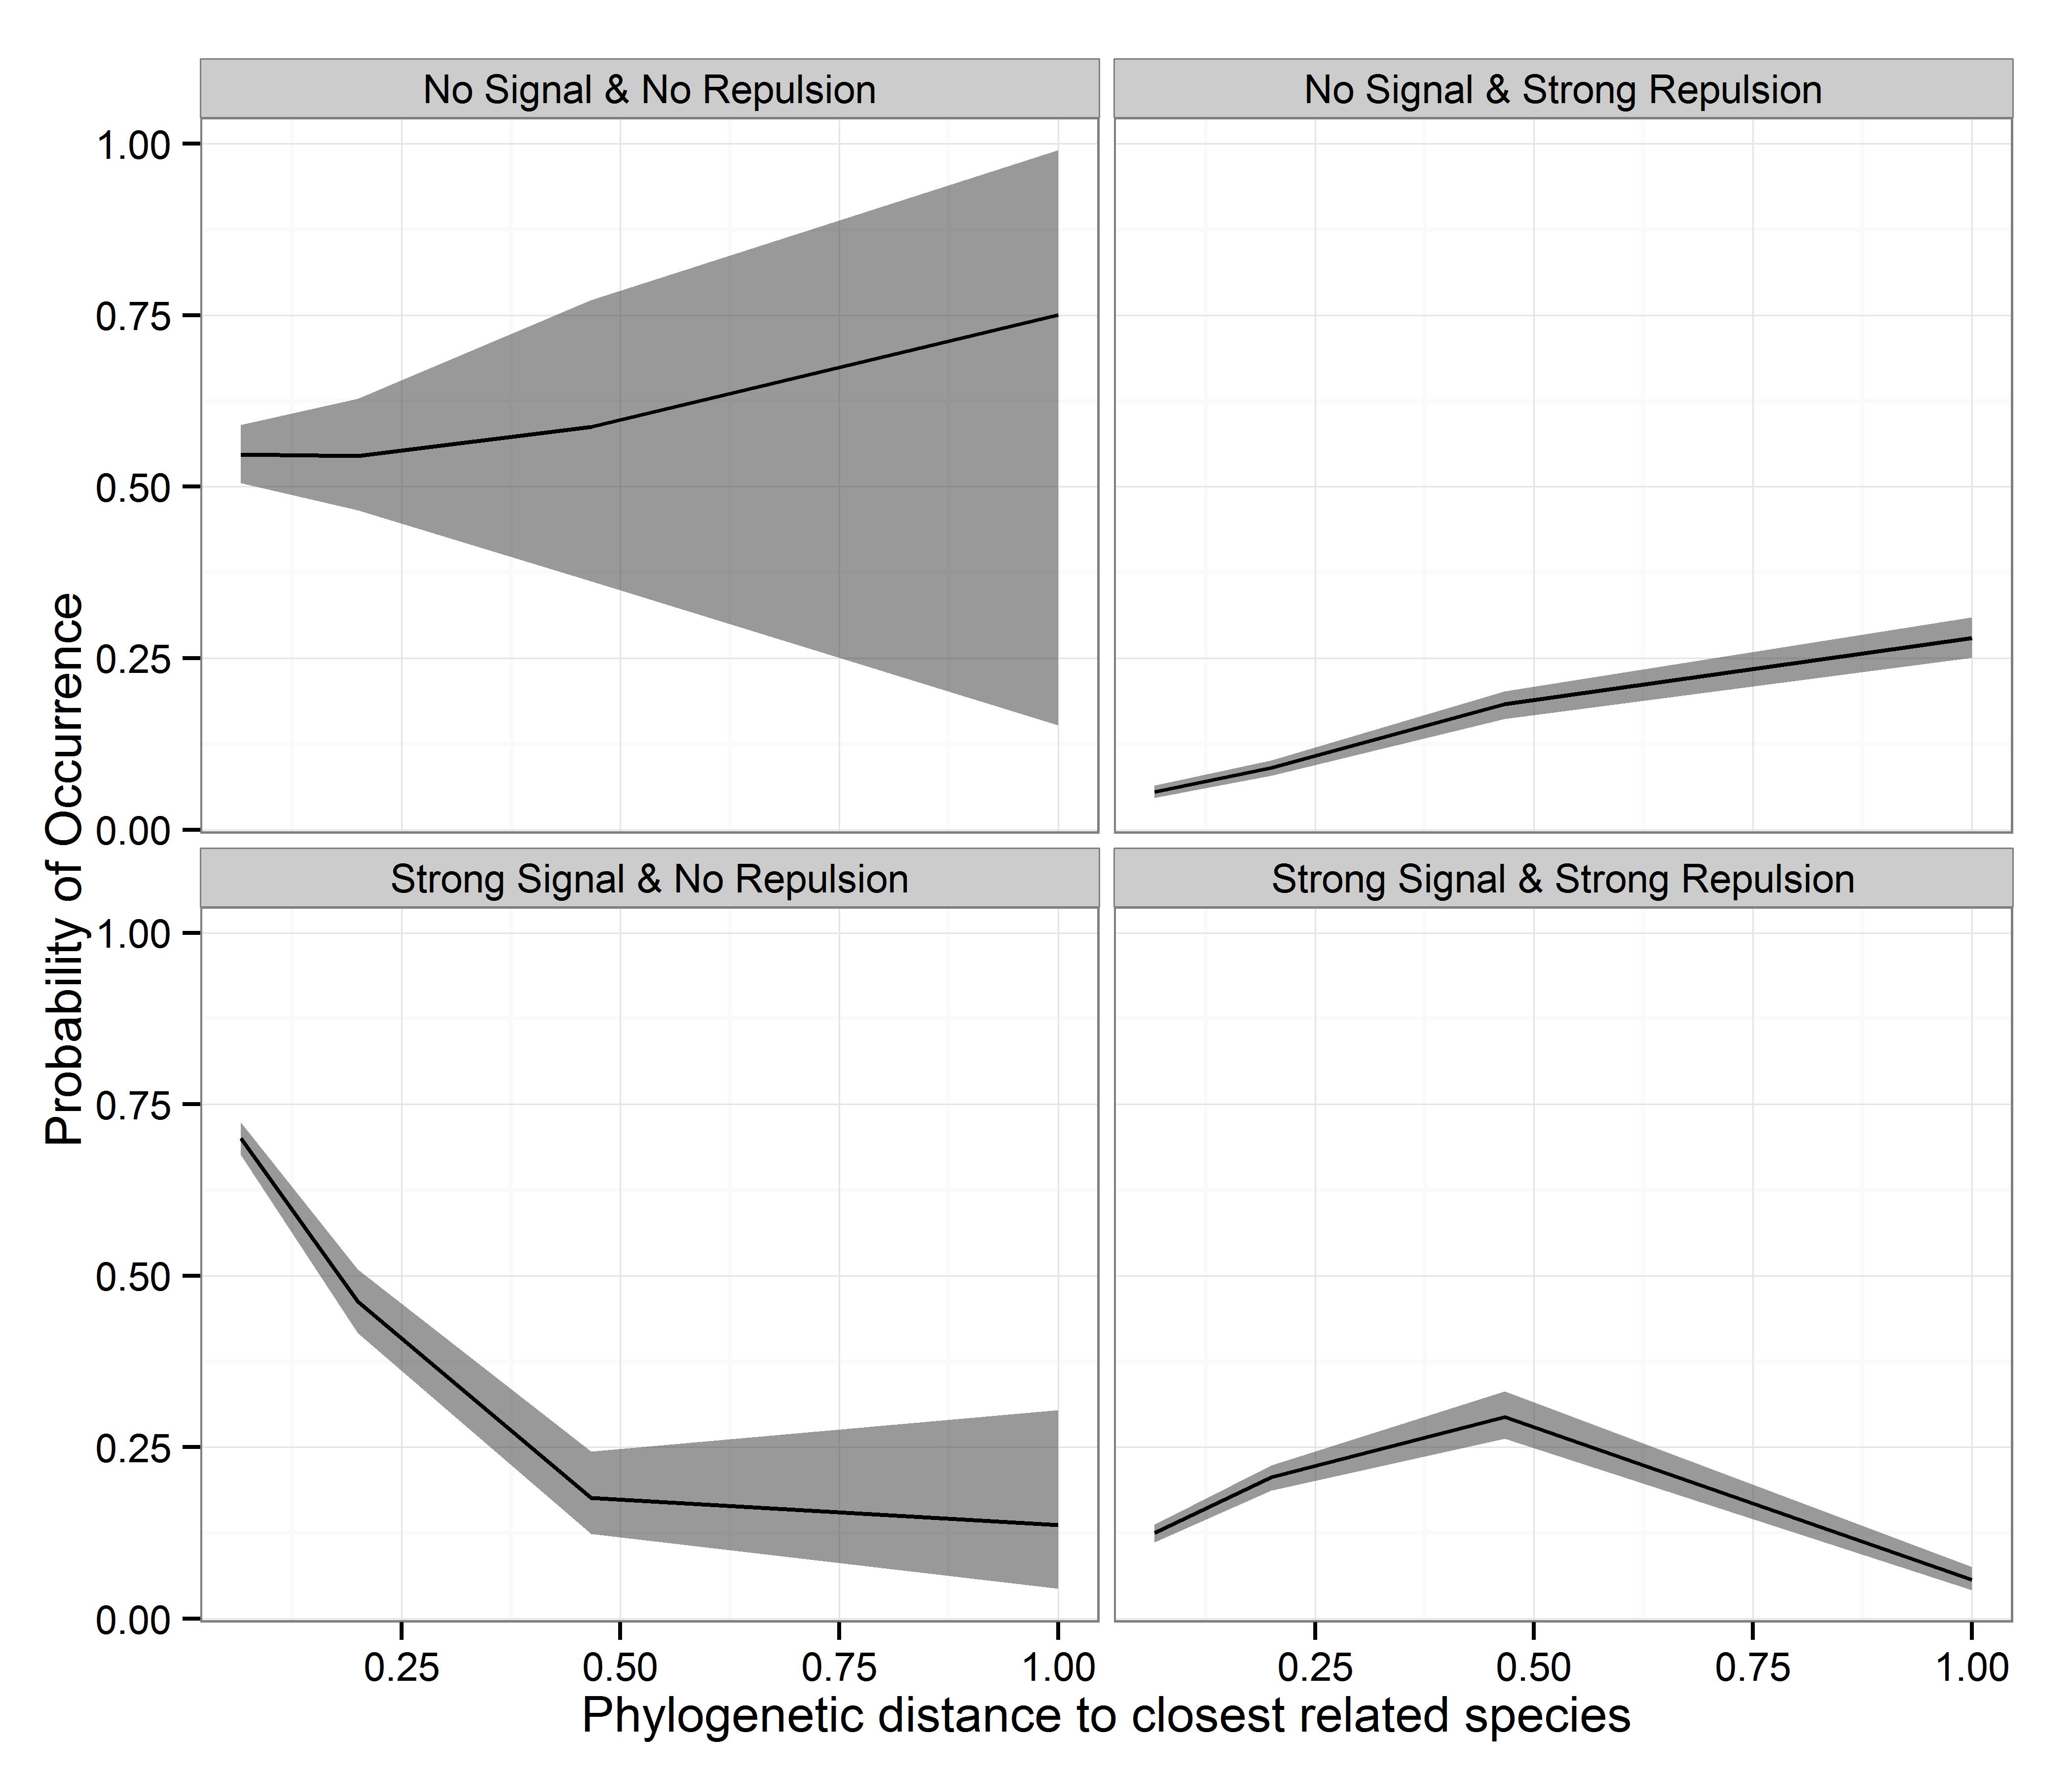 No Signal & No Repulsion
No Signal & Strong Repulsion
1.00
0.75
0.50
0.25
0.00
Strong Signal & No Repulsion
Strong Signal & Strong Repulsion
1.00
0.75
0.50
0.25
0.00
Probability of Occurrence
0.25 0.50 0.75 1.00
0.25 0.50 0.75 1.00
Phylogenetic distance to closest related species